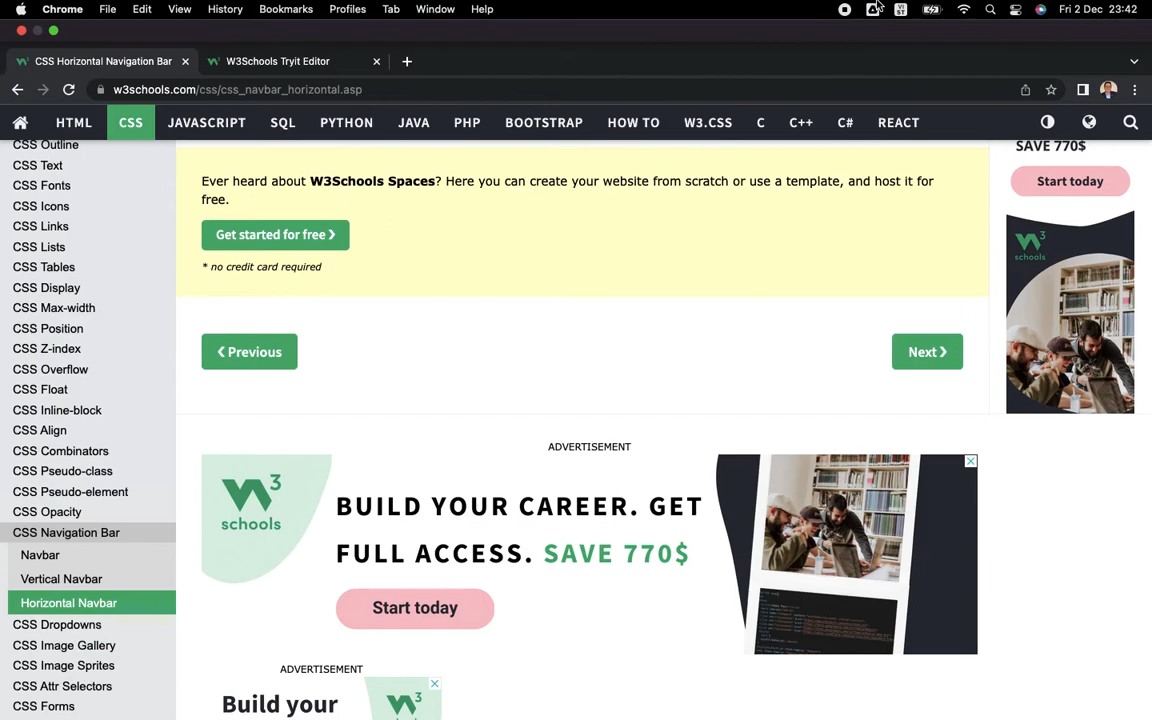 Chrome File Edit View History Bookmarks Profiles Tab Window Help VI ST Fri 2 Dec 23:42
CSS Horizontal Navigation Bar W3Schools Tryit Editor
w3schools.com/css/css_navbar_horizontal.asp
HTML CSS JAVASCRIPT SQL PYTHON JAVA PHP BOOTSTRAP HOW TO W3.CSS C C++ C# REACT
CSS Outline
CSS Text
CSS Fonts
CSS Icons
CSS Links
CSS Lists
CSS Tables
CSS Display
CSS Max-width
CSS Position
CSS Z-index
CSS Overflow
CSS Float
CSS Inline-block
CSS Align
CSS Combinators
CSS Pseudo-class
CSS Pseudo-element
CSS Opacity
CSS Navigation Bar
Navbar
Vertical Navbar
Horizontal Navbar
CSS Dropdowns
CSS Image Gallery
CSS Image Sprites
CSS Attr Selectors
CSS Forms
Ever heard about W3Schools Spaces? Here you can create your website from scratch or use a template, and host it for
free.
Get started for free ❯
* no credit card required
❮ Previous
Next ❯
ADVERTISEMENT
W3
schools
BUILD YOUR CAREER. GET
FULL ACCESS. SAVE 770$
Start today
ADVERTISEMENT
Build your
W3
SAVE 770$
Start today
W3
schools